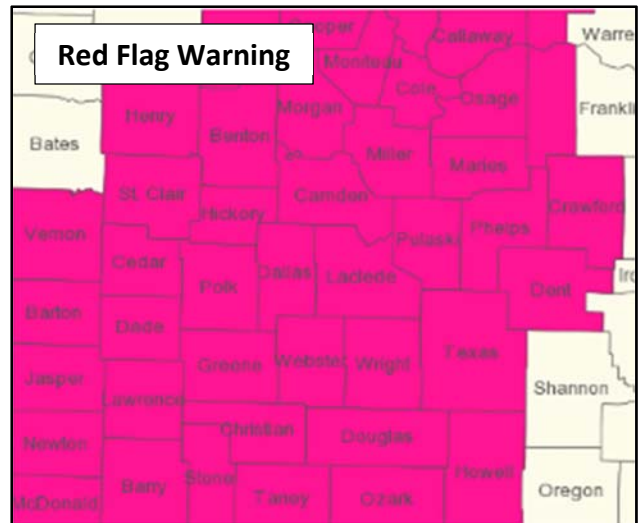 Red Flag Warning
Cooper
Callaway
Warre
Moniteau
Cole
Osage
Morgan
Henry
Frankli
Benton
Bates
Miller
Maries
St. Clair
Camden
Hickory
Crawford
Phelps
Vernon
Pulaski
Cedar
Dallas
Laclede
Polk
Dent
Barton
Dade
Texas
Webster
Wright
Greene
Jasper
Shannon
Lawrence
Christian
Douglas
Newton
Howell
Stone
Barry
Oregon
Taney
Ozark
McDonald